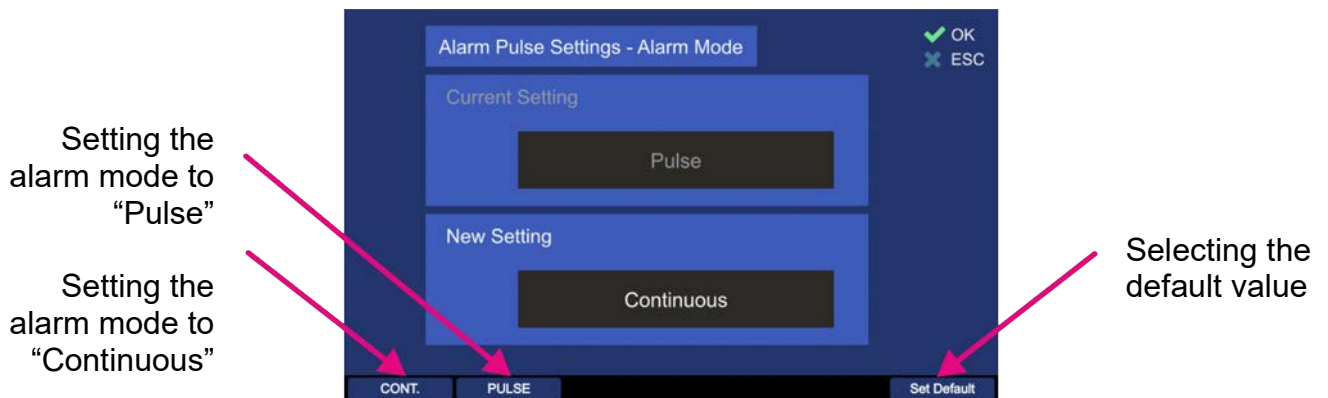 Setting the
alarm mode to
“Pulse”
Setting the
alarm mode to
“Continuous”
Alarm Pulse Settings - Alarm Mode
OK
ESC
Current Setting
Pulse
New Setting
Continuous
CONT.
PULSE
Set Default
Selecting the
default value